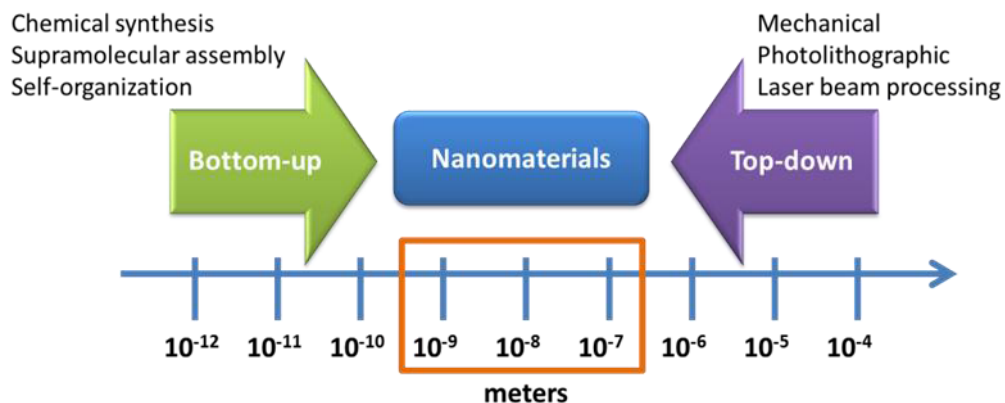 Chemical synthesis
Supramolecular assembly
Self-organization
Mechanical
Photolithographic
Laser beam processing
Bottom-up
Nanomaterials
Top-down
10⁻¹² 10⁻¹¹ 10⁻¹⁰ 10⁻⁹ 10⁻⁸ 10⁻⁷ 10⁻⁶ 10⁻⁵ 10⁻⁴
meters